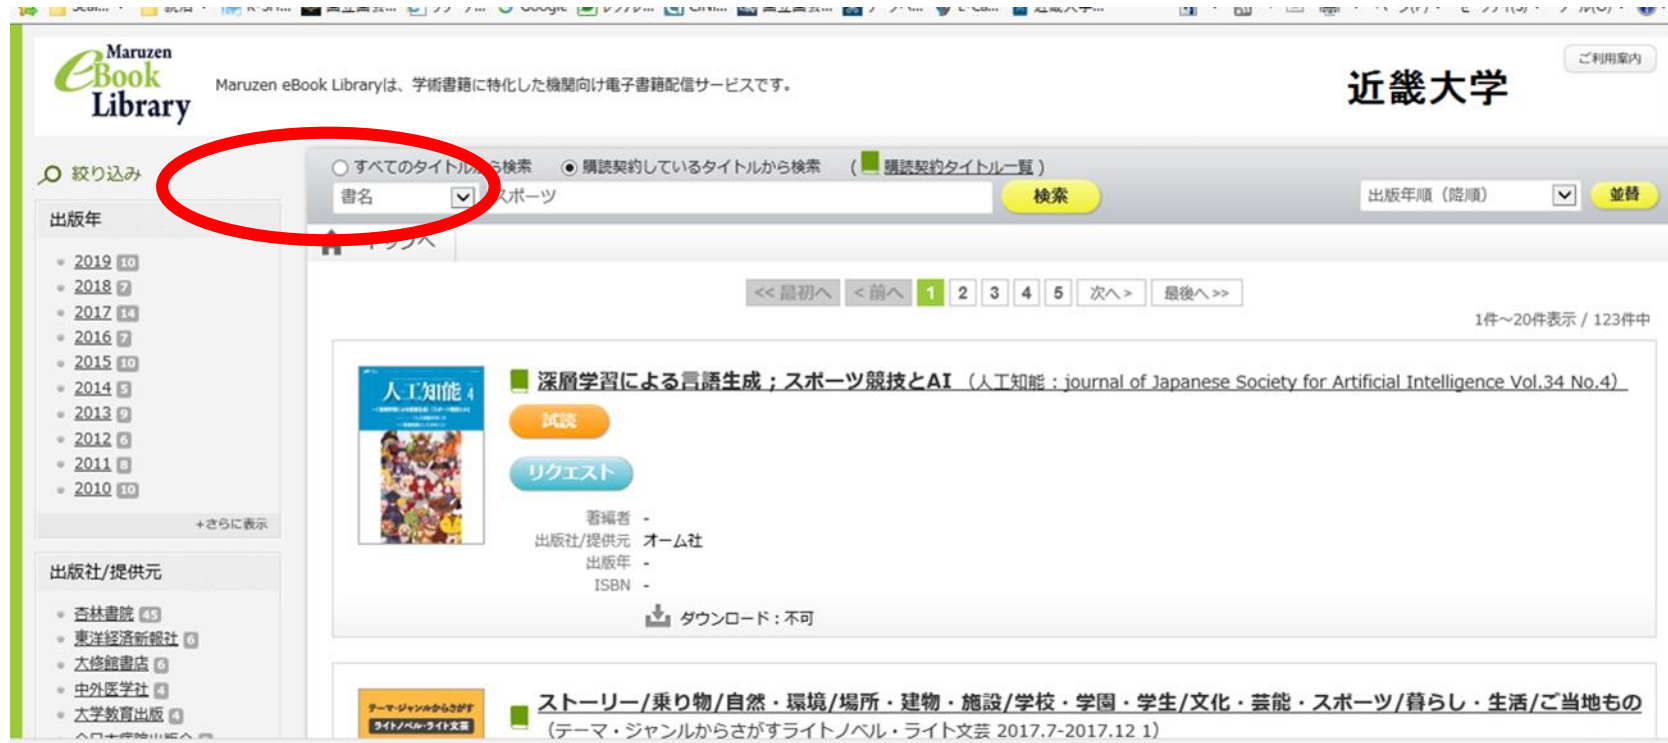 Maruzen
eBook
Library
Maruzen eBook Libraryは、学術書籍に特化した機関向け電子書籍配信サービスです。
近畿大学
ご利用案内
絞り込み
すべてのタイトルから検索
購読契約しているタイトルから検索
(購読契約タイトル一覧)
書名
スポーツ
検索
出版年順（降順）
並替
トップへ
出版年
2019 10
2018 7
2017 14
2016 7
2015 10
2014 5
2013 9
2012 6
2011 8
2010 10
+さらに表示
出版社/提供元
杏林書院 45
東洋経済新報社 6
大修館書店 6
中外医学社 4
大学教育出版 4
<< 最初へ < 前へ 1 2 3 4 5 次へ > 最後へ >>
1件～20件表示 / 123件中
人工知能 4
深層学習による言語生成 ; スポーツ競技とAI （人工知能 : journal of Japanese Society for Artificial Intelligence Vol.34 No.4）
試読
リクエスト
著編者 -
出版社/提供元 オーム社
出版年 -
ISBN -
ダウンロード : 不可
テーマ・ジャンルからさがす
ライトノベル・ライト文芸
ストーリー/乗り物/自然・環境/場所・建物・施設/学校・学園・学生/文化・芸能・スポーツ/暮らし・生活/ご当地もの
（テーマ・ジャンルからさがすライトノベル・ライト文芸 2017.7-2017.12 1）